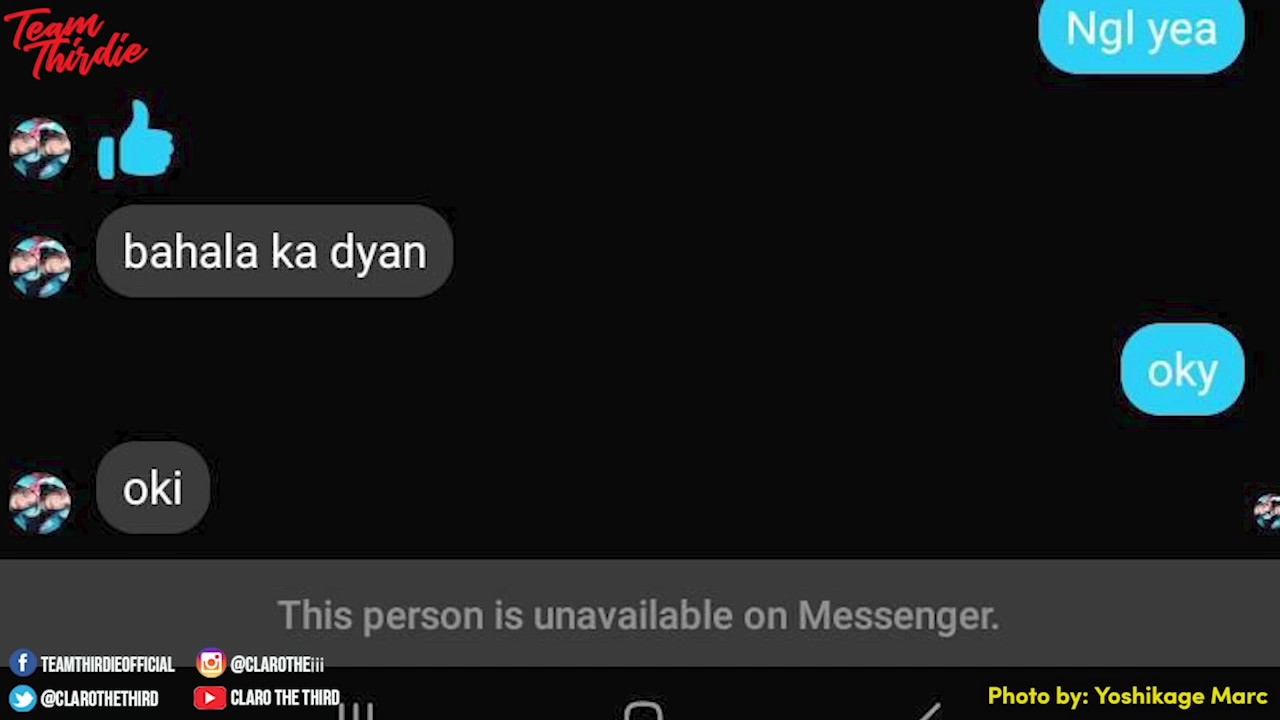 Team
Thirdie
Ngl yea
bahala ka dyan
oky
oki
This person is unavailable on Messenger.
TEAMTHIRDIEOFFICIAL @CLAROTHEiii
@CLAROTHETHIRD CLARO THE THIRD
Photo by: Yoshikage Marc